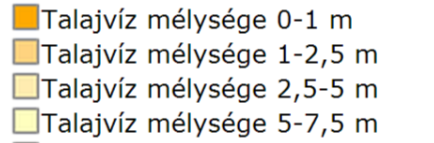 Talajvíz mélysége 0-1 m
Talajvíz mélysége 1-2,5 m
Talajvíz mélysége 2,5-5 m
Talajvíz mélysége 5-7,5 m